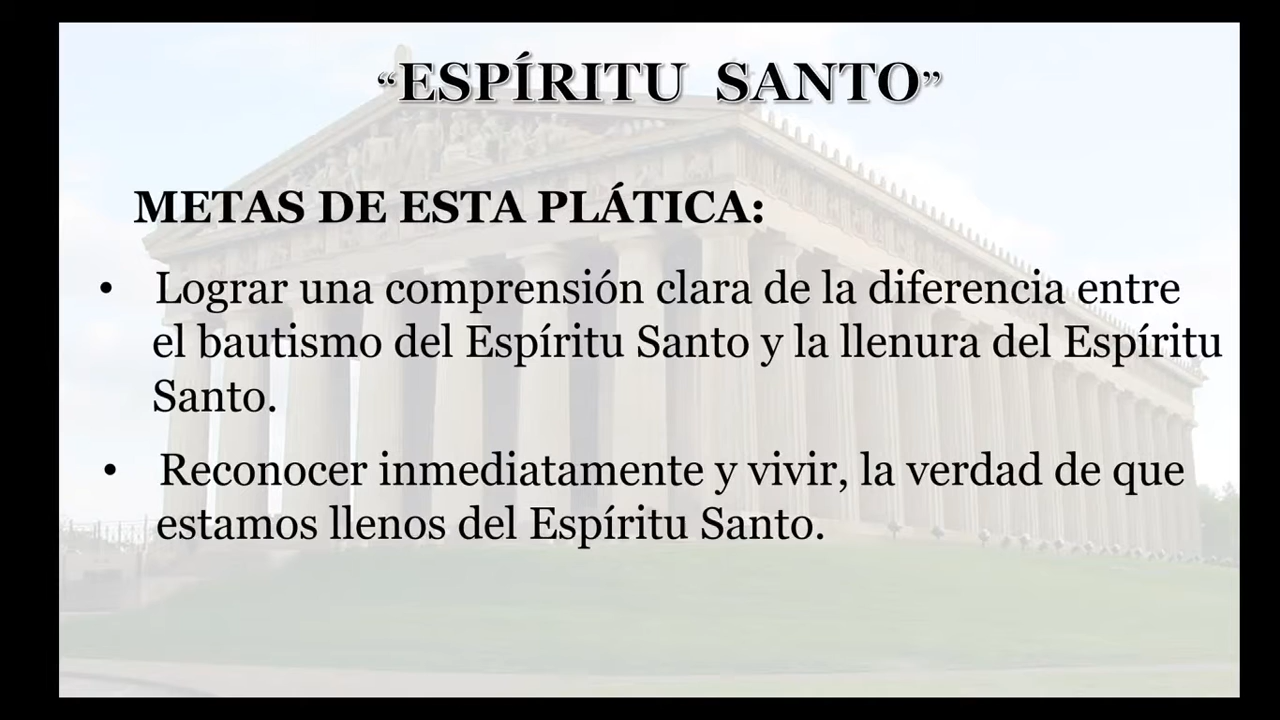 “ESPÍRITU SANTO”
METAS DE ESTA PLÁTICA:
• Lograr una comprensión clara de la diferencia entre
el bautismo del Espíritu Santo y la llenura del Espíritu
Santo.
• Reconocer inmediatamente y vivir, la verdad de que
estamos llenos del Espíritu Santo.